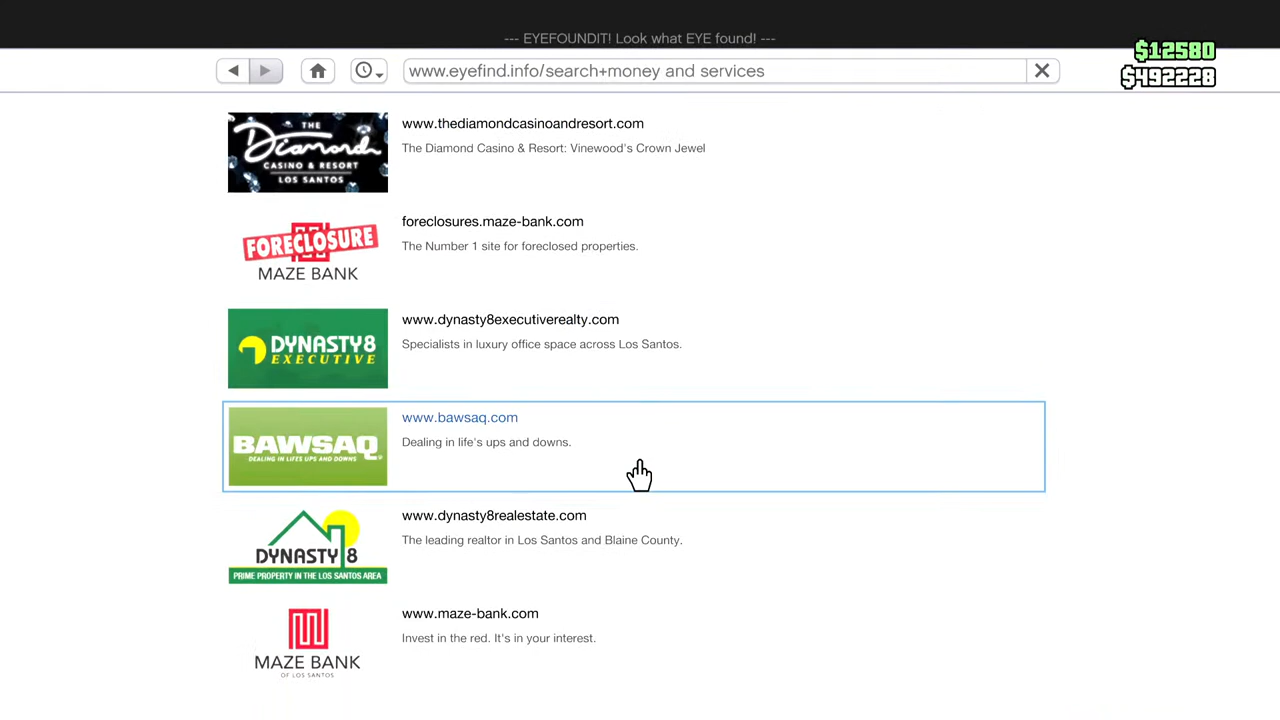 --- EYEFOUNDIT! Look what EYE found! ---
$12580
www.eyefind.info/search+money and services
$492228
THE
Diamond
CASINO & RESORT
LOS SANTOS
www.thediamondcasinoandresort.com
The Diamond Casino & Resort: Vinewood's Crown Jewel
FORECLOSURE
MAZE BANK
foreclosures.maze-bank.com
The Number 1 site for foreclosed properties.
DYNASTY8
EXECUTIVE
www.dynasty8executiverealty.com
Specialists in luxury office space across Los Santos.
BAWSAQ
DEALING IN LIFE'S UPS AND DOWNS
www.bawsaq.com
Dealing in life's ups and downs.
DYNASTY 8
PRIME PROPERTY IN THE LOS SANTOS AREA
www.dynasty8realestate.com
The leading realtor in Los Santos and Blaine County.
MAZE BANK
OF LOS SANTOS
www.maze-bank.com
Invest in the red. It's in your interest.